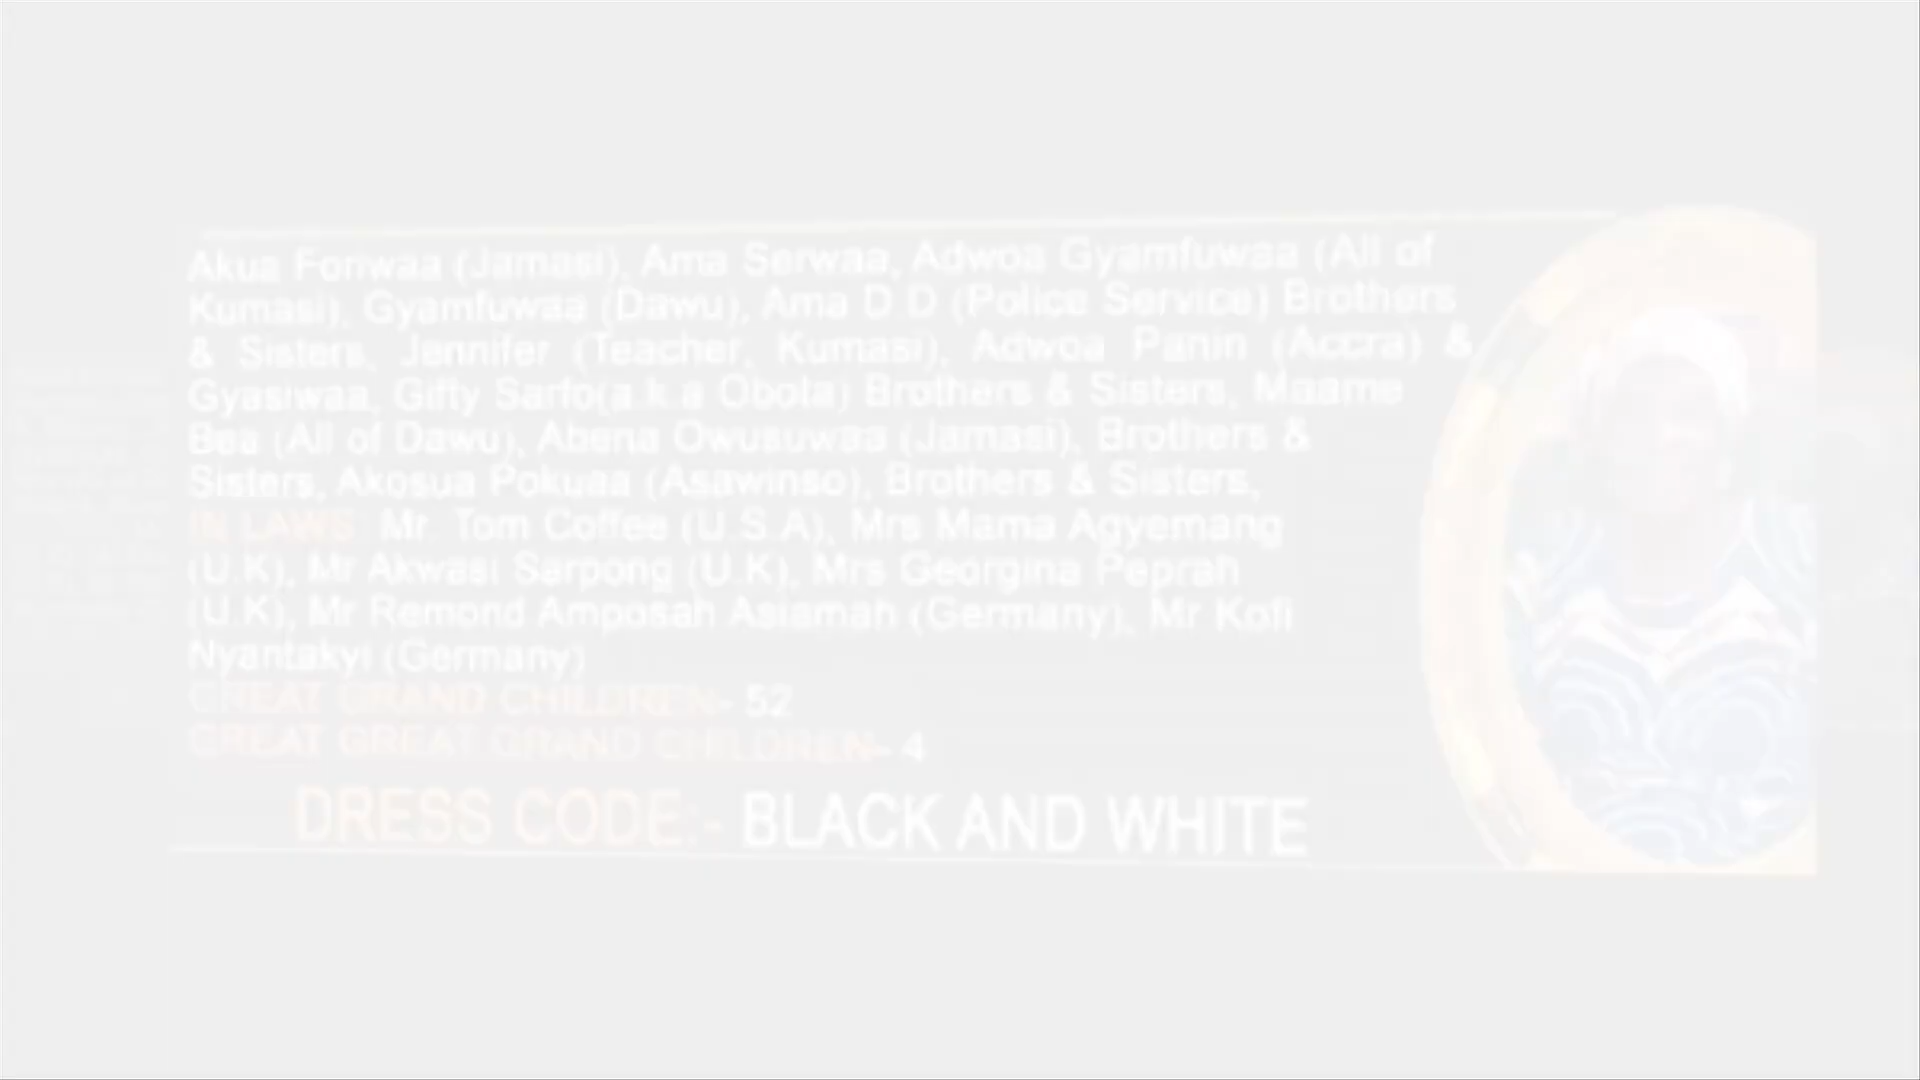 Akua Foriwaa (Jamasi), Ama Serwaa, Adwoa Gyamfuwaa (All of
Kumasi), Gyamfuwaa (Dawu), Ama D D (Police Service) Brothers
& Sisters, Jennifer (Teacher, Kumasi), Adwoa Panin (Accra) &
Gyasiwaa, Gifty Sarfo(a.k.a Obola) Brothers & Sisters, Maame
Bea (All of Dawu), Abena Owusuwaa (Jamasi), Brothers &
Sisters, Akosua Pokuaa (Asawinso), Brothers & Sisters,
IN LAWS Mr. Tom Coffee (U.S.A), Mrs Mama Agyemang
(U.K), Mr Akwasi Sarpong (U.K), Mrs Georgina Peprah
(U.K), Mr Remond Amposah Asiamah (Germany), Mr Kofi
Nyantakyi (Germany)
GREAT GRAND CHILDREN- 52
GREAT GREAT GRAND CHILDREN- 4
DRESS CODE:- BLACK AND WHITE